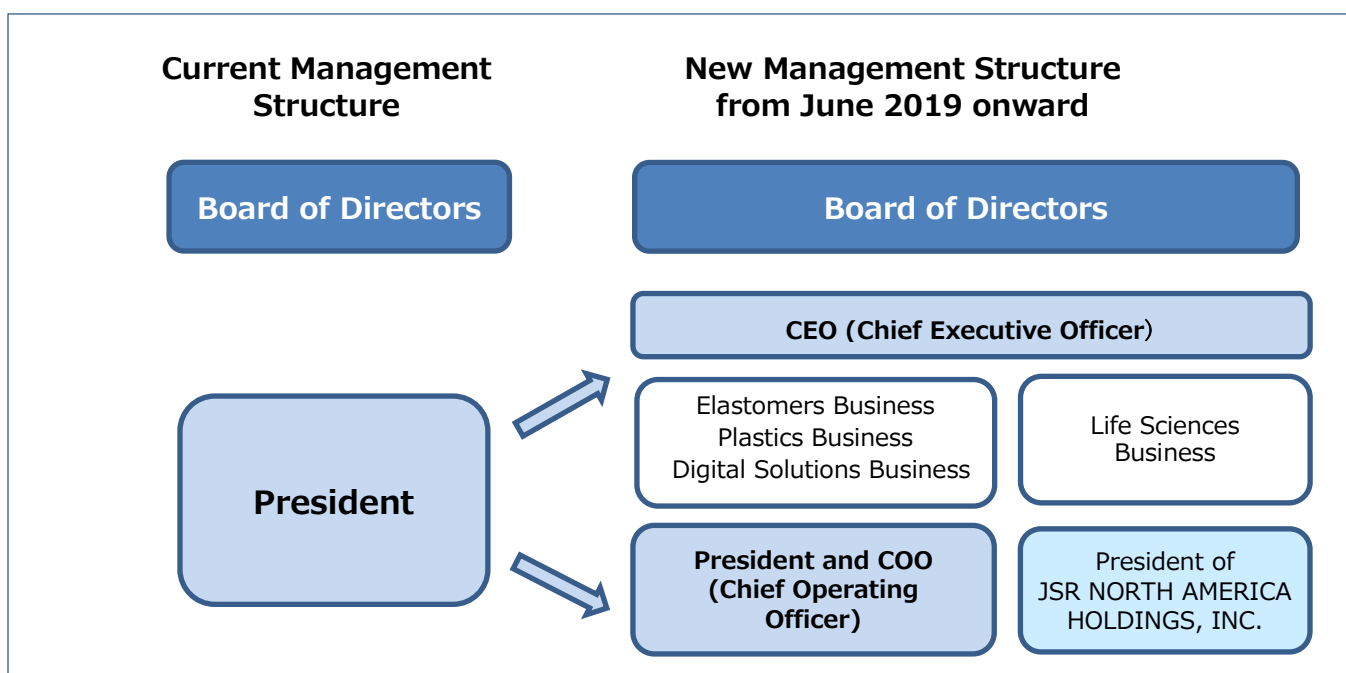 Current Management
Structure
New Management Structure
from June 2019 onward
Board of Directors
Board of Directors
CEO (Chief Executive Officer）
President
Elastomers Business
Plastics Business
Digital Solutions Business
Life Sciences
Business
President and COO
(Chief Operating
Officer)
President of
JSR NORTH AMERICA
HOLDINGS, INC.